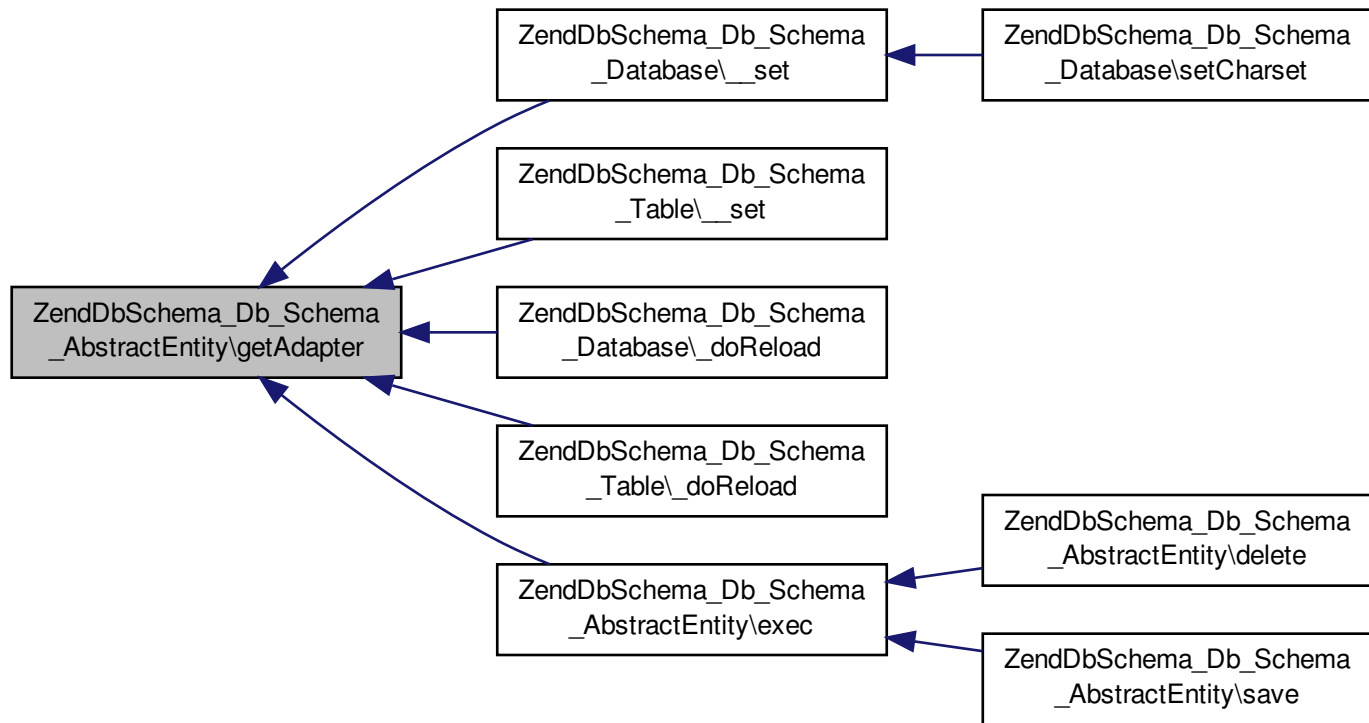 ZendDbSchema_Db_Schema
_AbstractEntity\getAdapter
ZendDbSchema_Db_Schema
_Database\__set
ZendDbSchema_Db_Schema
_Database\setCharset
ZendDbSchema_Db_Schema
_Table\__set
ZendDbSchema_Db_Schema
_Database\_doReload
ZendDbSchema_Db_Schema
_Table\_doReload
ZendDbSchema_Db_Schema
_AbstractEntity\exec
ZendDbSchema_Db_Schema
_AbstractEntity\delete
ZendDbSchema_Db_Schema
_AbstractEntity\save